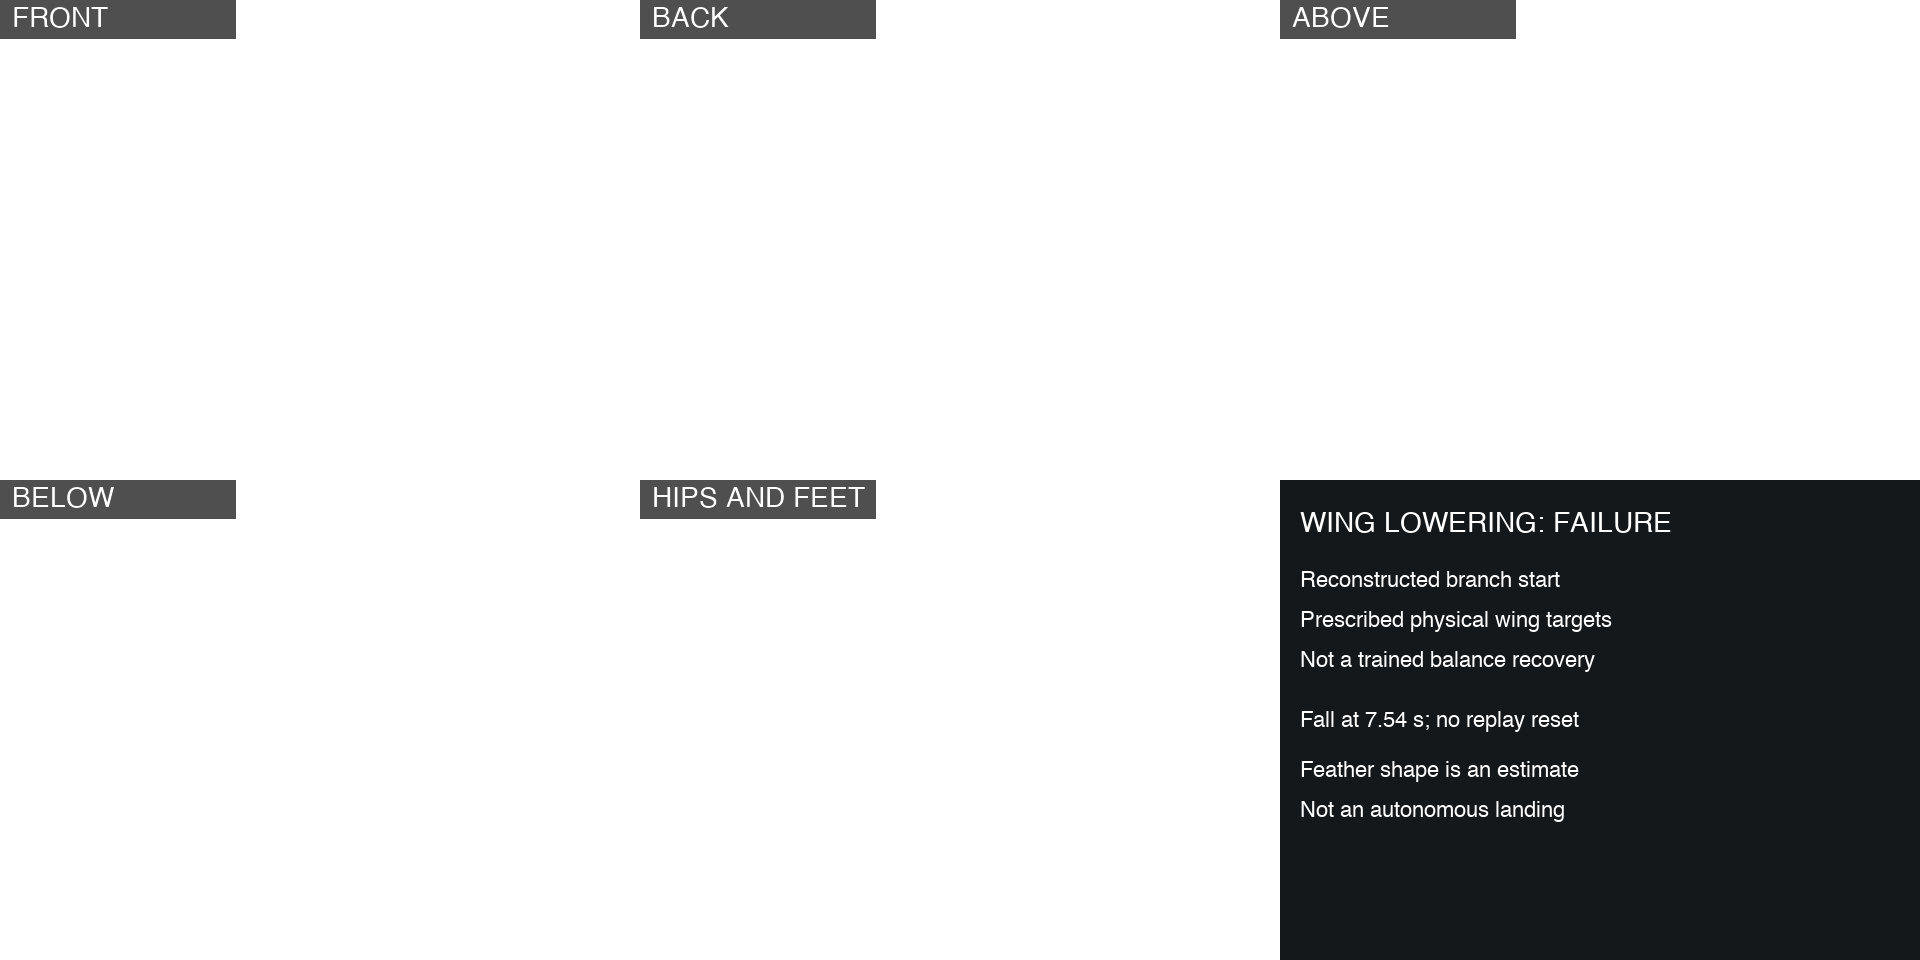 FRONT
BACK
ABOVE
BELOW
HIPS AND FEET
WING LOWERING: FAILURE
Reconstructed branch start
Prescribed physical wing targets
Not a trained balance recovery
Fall at 7.54 s; no replay reset
Feather shape is an estimate
Not an autonomous landing